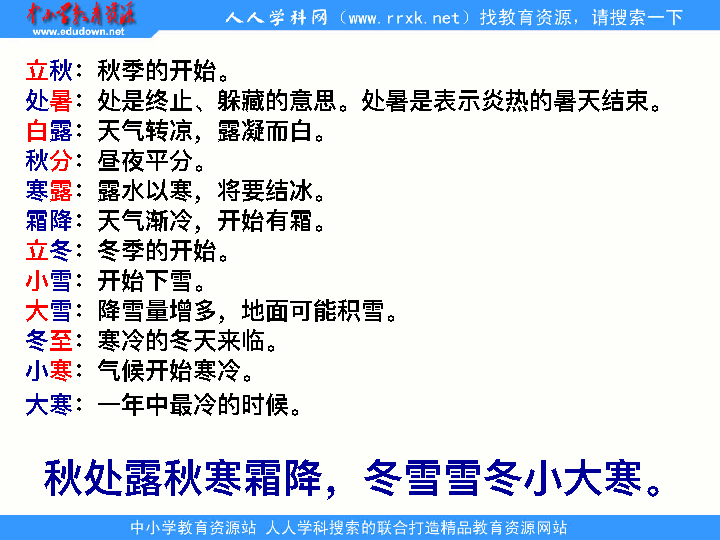 中小学教育资源
www.edudown.net
人人学科网（www.rrxk.net）找教育资源，请搜索一下
立秋：秋季的开始。
处暑：处是终止、躲藏的意思。处暑是表示炎热的暑天结束。
白露：天气转凉，露凝而白。
秋分：昼夜平分。
寒露：露水以寒，将要结冰。
霜降：天气渐冷，开始有霜。
立冬：冬季的开始。
小雪：开始下雪。
大雪：降雪量增多，地面可能积雪。
冬至：寒冷的冬天来临。
小寒：气候开始寒冷。
大寒：一年中最冷的时候。
秋处露秋寒霜降，冬雪雪冬小大寒。
中小学教育资源站 人人学科搜索的联合打造精品教育资源网站